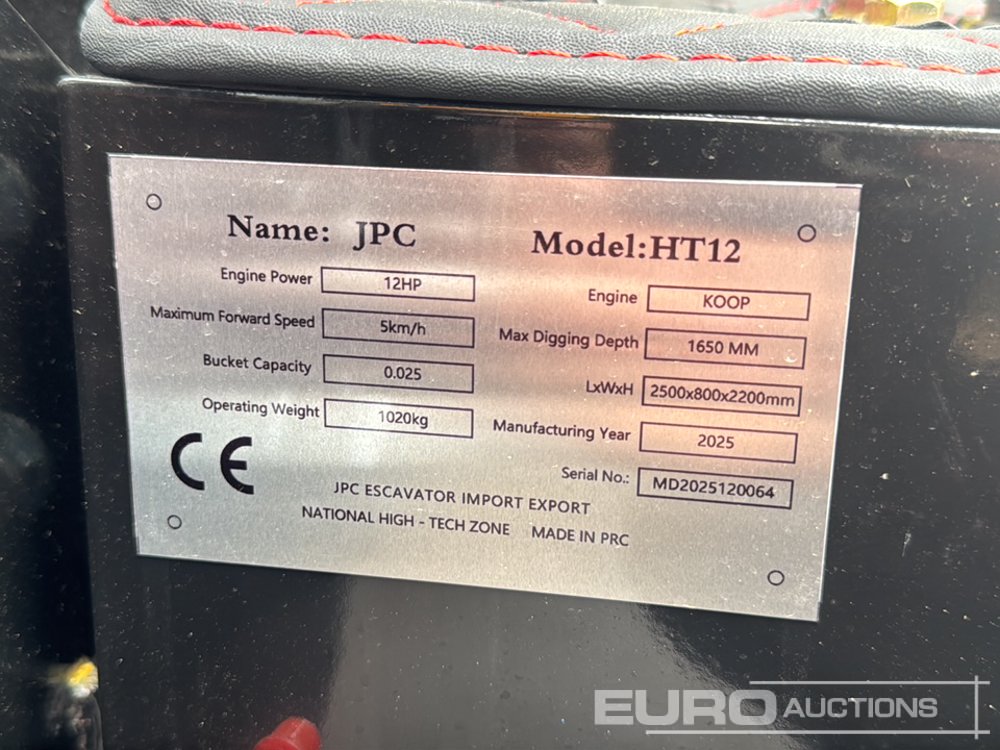 Name: JPC
Model:HT12
Engine Power 12HP
Engine KOOP
Maximum Forward Speed 5km/h
Max Digging Depth 1650 MM
Bucket Capacity 0.025
LxWxH 2500x800x2200mm
Operating Weight 1020kg
Manufacturing Year 2025
Serial No.: MD2025120064
CE
JPC ESCAVATOR IMPORT EXPORT
NATIONAL HIGH - TECH ZONE MADE IN PRC
EURO AUCTIONS